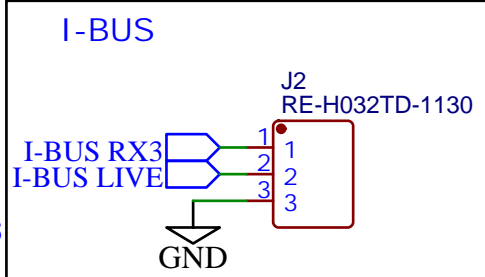 I-BUS
J2
RE-H032TD-1130
I-BUS RX3 1 1
I-BUS LIVE 2 2
3 3
GND